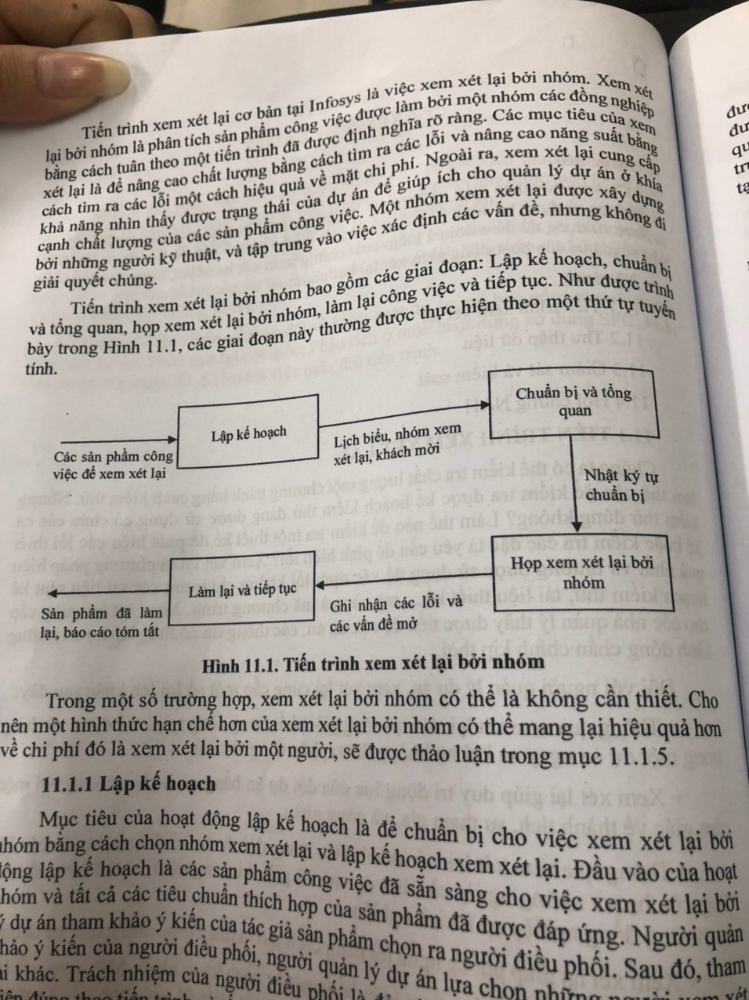 Tiến trình xem xét lại cơ bản tại Infosys là việc xem xét lại bởi nhóm. Xem xét
lại bởi nhóm là phân tích sản phẩm công việc được làm bởi một nhóm các đồng nghiệp
bằng cách tuân theo một tiến trình đã được định nghĩa rõ ràng. Các mục tiêu của xem
xét lại là để nâng cao chất lượng bằng cách tìm ra các lỗi và nâng cao năng suất bằng
cách tìm ra các lỗi một cách hiệu quả về mặt chi phí. Ngoài ra, xem xét lại cung cấp
khả năng nhìn thấy được trạng thái của dự án để giúp ích cho quản lý dự án ở khía
cạnh chất lượng của các sản phẩm công việc. Một nhóm xem xét lại được xây dựng
bởi những người kỹ thuật, và tập trung vào việc xác định các vấn đề, nhưng không đi
giải quyết chúng.
Tiến trình xem xét lại bởi nhóm bao gồm các giai đoạn: Lập kế hoạch, chuẩn bị
và tổng quan, họp xem xét lại bởi nhóm, làm lại công việc và tiếp tục. Như được trình
bày trong Hình 11.1, các giai đoạn này thường được thực hiện theo một thứ tự tuyến
tính.
Các sản phẩm công
việc để xem xét lại
Lập kế hoạch
Lịch biểu, nhóm xem
xét lại, khách mời
Chuẩn bị và tổng
quan
Nhật ký tự
chuẩn bị
Họp xem xét lại bởi
nhóm
Ghi nhận các lỗi và
các vấn đề mở
Làm lại và tiếp tục
Sản phẩm đã làm
lại, báo cáo tóm tắt
Hình 11.1. Tiến trình xem xét lại bởi nhóm
Trong một số trường hợp, xem xét lại bởi nhóm có thể là không cần thiết. Cho
nên một hình thức hạn chế hơn của xem xét lại bởi nhóm có thể mang lại hiệu quả hơn
về chi phí đó là xem xét lại bởi một người, sẽ được thảo luận trong mục 11.1.5.
11.1.1 Lập kế hoạch
Mục tiêu của hoạt động lập kế hoạch là để chuẩn bị cho việc xem xét lại bởi
nhóm bằng cách chọn nhóm xem xét lại và lập kế hoạch xem xét lại. Đầu vào của hoạt
động lập kế hoạch là các sản phẩm công việc đã sẵn sàng cho việc xem xét lại bởi
nhóm và tất cả các tiêu chuẩn thích hợp của sản phẩm đã được đáp ứng. Người quản
dự án tham khảo ý kiến của tác giả sản phẩm chọn ra người điều phối. Sau đó, tham
khảo ý kiến của người điều phối, người quản lý dự án lựa chọn những người xem xét
khác. Trách nhiệm của người điều phối là